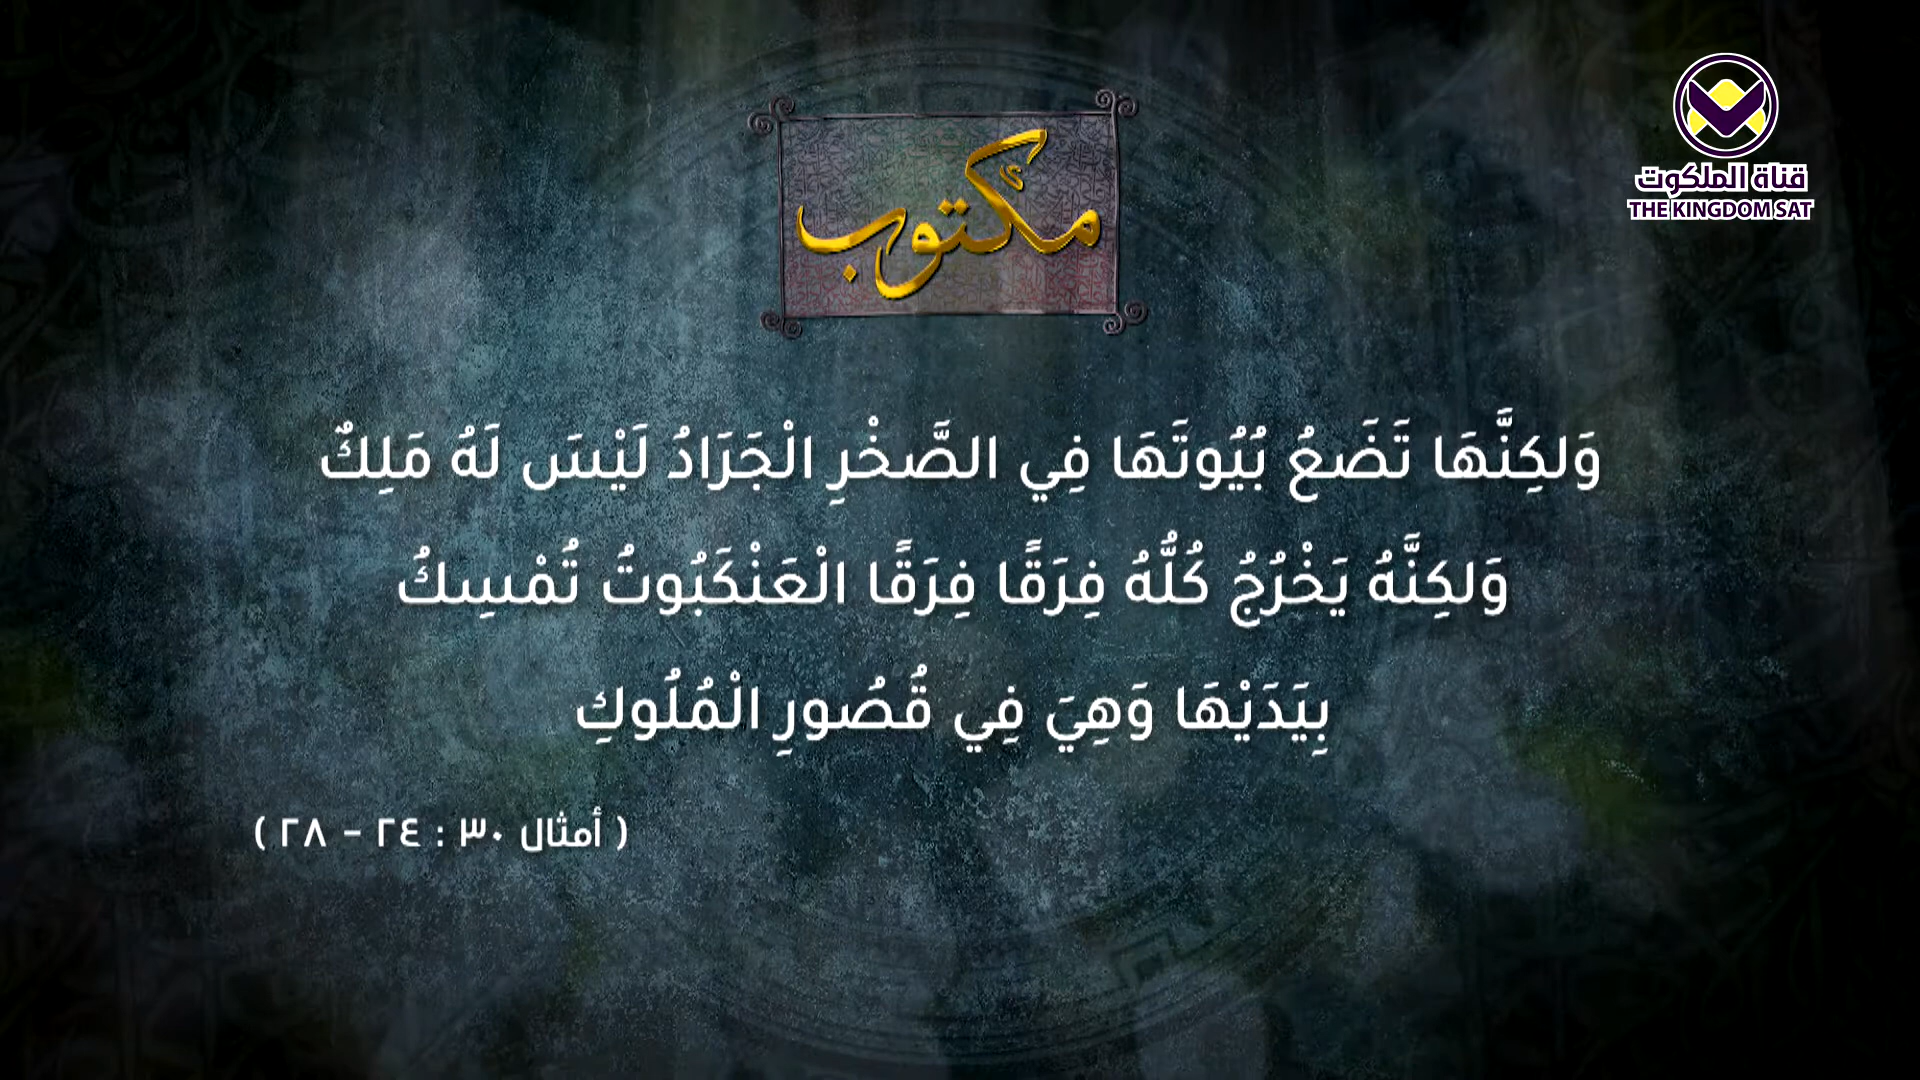 مكتوب
قناة الملكوت
THE KINGDOM SAT
وَلكِنَّهَا تَضَعُ بُيُوتَهَا فِي الصَّخْرِ الْجَرَادُ لَيْسَ لَهُ مَلِكٌ
وَلكِنَّهُ يَخْرُجُ كُلُّهُ فِرَقًا فِرَقًا الْعَنْكَبُوتُ تُمْسِكُ
بِيَدَيْهَا وَهِيَ فِي قُصُورِ الْمُلُوكِ
( أمثال ٣٠ : ٢٤ - ٢٨ )